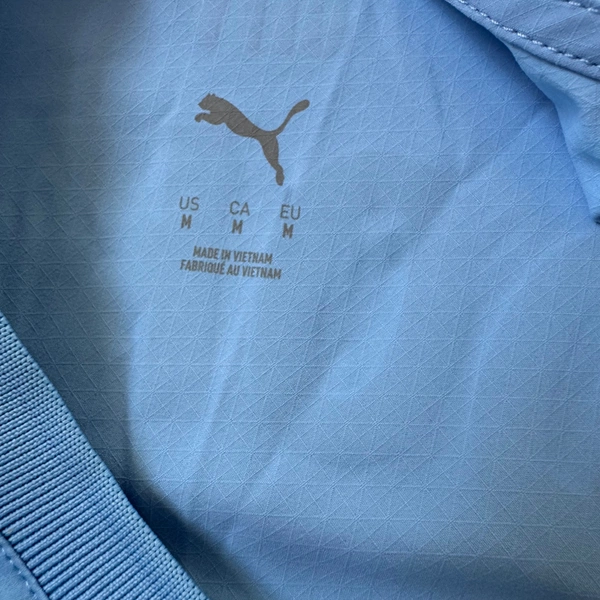 US CA EU
M M M
MADE IN VIETNAM
FABRIQUÉ AU VIETNAM